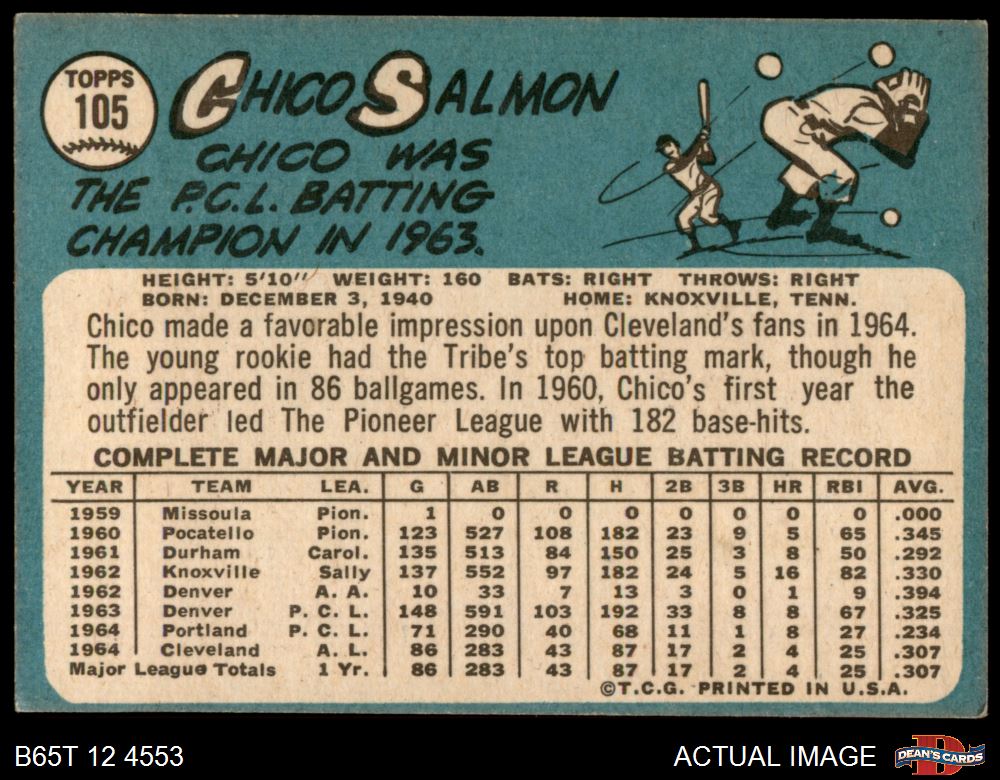 TOPPS
105
CHICO SALMON
CHICO WAS
THE P.C.L. BATTING
CHAMPION IN 1963.
HEIGHT: 5'10" WEIGHT: 160 BATS: RIGHT THROWS: RIGHT
BORN: DECEMBER 3, 1940 HOME: KNOXVILLE, TENN.
Chico made a favorable impression upon Cleveland's fans in 1964.
The young rookie had the Tribe's top batting mark, though he
only appeared in 86 ballgames. In 1960, Chico's first year the
outfielder led The Pioneer League with 182 base-hits.
COMPLETE MAJOR AND MINOR LEAGUE BATTING RECORD
YEAR TEAM LEA. G AB R H 2B 3B HR RBI AVG.
1959 Missoula Pion. 1 0 0 0 0 0 0 0 .000
1960 Pocatello Pion. 123 527 108 182 23 9 5 65 .345
1961 Durham Carol. 135 513 84 150 25 3 8 50 .292
1962 Knoxville Sally 137 552 97 182 24 5 16 82 .330
1962 Denver A. A. 10 33 7 13 3 0 1 9 .394
1963 Denver P. C. L. 148 591 103 192 33 8 8 67 .325
1964 Portland P. C. L. 71 290 40 68 11 1 8 27 .234
1964 Cleveland A. L. 86 283 43 87 17 2 4 25 .307
Major League Totals 1 Yr. 86 283 43 87 17 2 4 25 .307
©T.C.G. PRINTED IN U.S.A.
B65T 12 4553 ACTUAL IMAGE DEAN'S CARDS